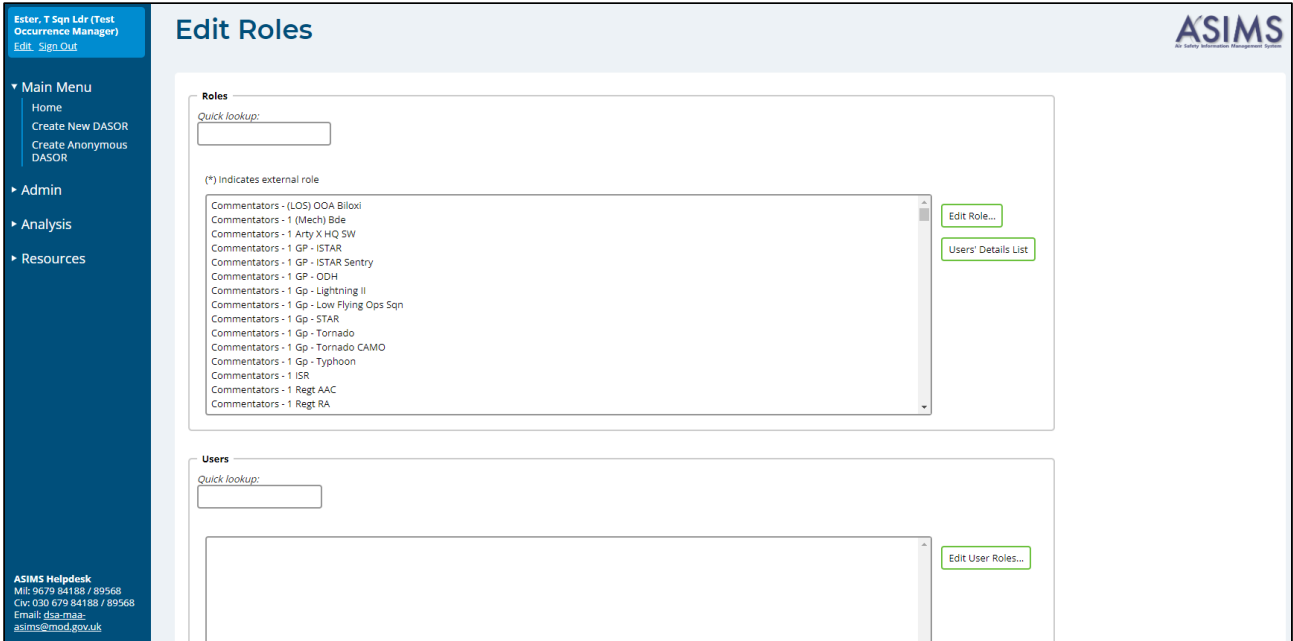 Ester, T Sqn Ldr (Test
Occurrence Manager)
Edit Sign Out
Edit Roles
ASIMS
Air Safety Information Management System
Main Menu
Home
Create New DASOR
Create Anonymous
DASOR
Admin
Analysis
Resources
Roles
Quick lookup:
(*) Indicates external role
Commentators - (LOS) OOA Biloxi
Commentators - 1 (Mech) Bde
Commentators - 1 Arty X HQ SW
Commentators - 1 GP - ISTAR
Commentators - 1 GP - ISTAR Sentry
Commentators - 1 GP - ODH
Commentators - 1 Gp - Lightning II
Commentators - 1 Gp - Low Flying Ops Sqn
Commentators - 1 Gp - STAR
Commentators - 1 Gp - Tornado
Commentators - 1 Gp - Tornado CAMO
Commentators - 1 Gp - Typhoon
Commentators - 1 ISR
Commentators - 1 Regt AAC
Commentators - 1 Regt RA
Edit Role...
Users' Details List
Users
Quick lookup:
Edit User Roles...
ASIMS Helpdesk
Mil: 9679 84188 / 89568
Civ: 030 679 84188 / 89568
Email: dsa-maa-
asims@mod.gov.uk